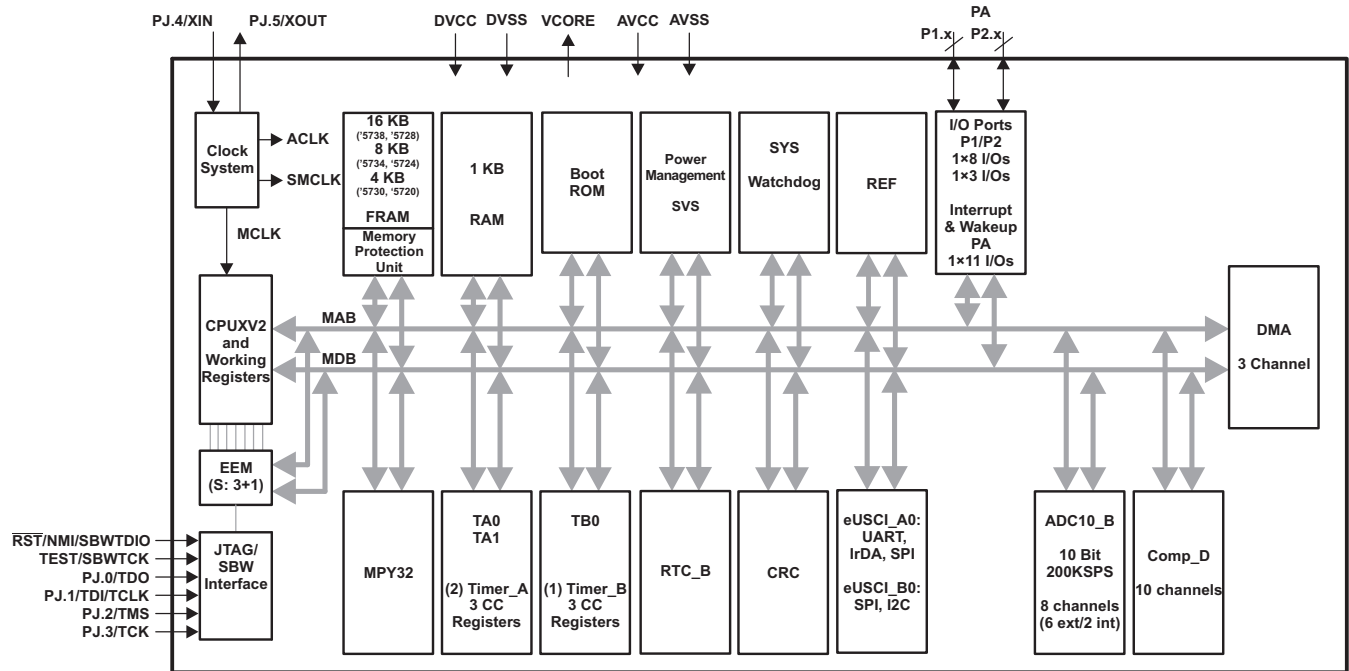 PJ.4/XIN
PJ.5/XOUT
DVCC
DVSS
VCORE
AVCC
AVSS
PA
P1.x
P2.x
Clock
System
ACLK
SMCLK
MCLK
16 KB
('5738, '5728)
8 KB
('5734, '5724)
4 KB
('5730, '5720)
FRAM
Memory
Protection
Unit
1 KB
RAM
Boot
ROM
Power
Management
SVS
SYS
Watchdog
REF
I/O Ports
P1/P2
1×8 I/Os
1×3 I/Os
Interrupt
& Wakeup
PA
1×11 I/Os
CPUXV2
and
Working
Registers
MAB
MDB
DMA
3 Channel
EEM
(S: 3+1)
RST/NMI/SBWTDIO
TEST/SBWTCK
PJ.0/TDO
PJ.1/TDI/TCLK
PJ.2/TMS
PJ.3/TCK
JTAG/
SBW
Interface
MPY32
TA0
TA1
(2) Timer_A
3 CC
Registers
TB0
(1) Timer_B
3 CC
Registers
RTC_B
CRC
eUSCI_A0:
UART,
IrDA, SPI
eUSCI_B0:
SPI, I2C
ADC10_B
10 Bit
200KSPS
8 channels
(6 ext/2 int)
Comp_D
10 channels